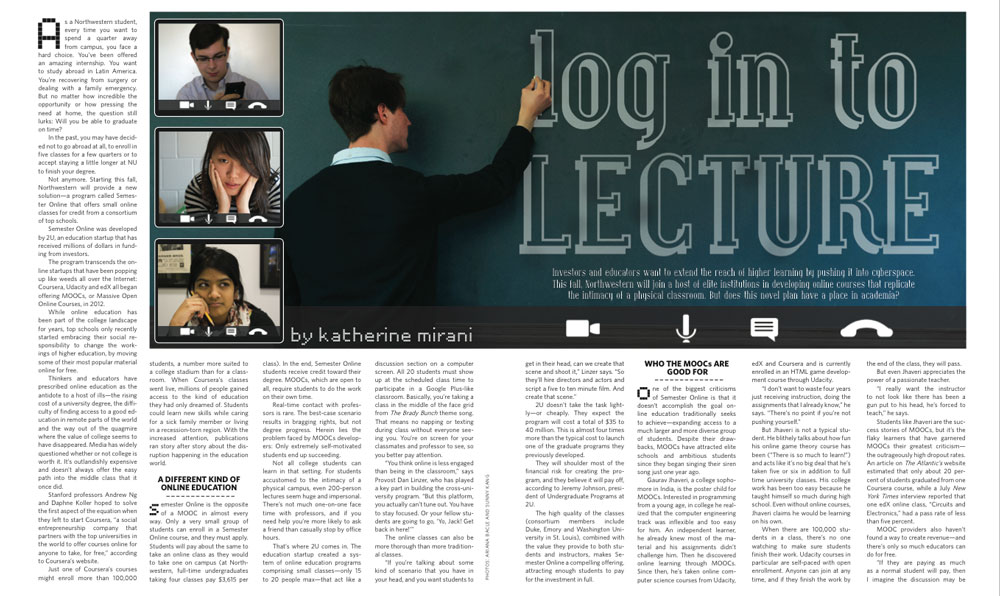 As a Northwestern student,
every time you want to
spend a quarter away
from campus, you face a
hard choice. You've been offered
an amazing internship. You want
to study abroad in Latin America.
You're recovering from surgery or
dealing with a family emergency.
But no matter how incredible the
opportunity or how pressing the
need at home, the question still
lurks: Will you be able to graduate
on time?
In the past, you may have decid-
ed not to go abroad at all, to enroll in
five classes for a few quarters or to
accept staying a little longer at NU
to finish your degree.
Not anymore. Starting this fall,
Northwestern will provide a new
solution—a program called Semes-
ter Online that offers small online
classes for credit from a consortium
of top schools.
Semester Online was developed
by 2U, an education startup that has
received millions of dollars in fund-
ing from investors.
The program transcends the on-
line startups that have been popping
up like weeds all over the Internet:
Coursera, Udacity and edX all began
offering MOOCs, or Massive Open
Online Courses, in 2012.
While online education has
been part of the college landscape
for years, top schools only recently
started embracing their social re-
sponsibility to change the work-
ings of higher education, by moving
some of their most popular material
online for free.
Thinkers and educators have
prescribed online education as the
antidote to a host of ills—the rising
cost of a university degree, the diffi-
culty of finding access to a good ed-
ucation in remote parts of the world
and the way out of the quagmire
where the value of college seems to
have disappeared. Media has widely
questioned whether or not college is
worth it. It's outlandishly expensive
and doesn't always offer the easy
path into the middle class that it
once did.
Stanford professors Andrew Ng
and Daphne Koller hoped to solve
the first aspect of the equation when
they left to start Coursera, "a social
entrepreneurship company that
partners with the top universities in
the world to offer courses online for
anyone to take, for free," according
to Coursera's website.
Just one of Coursera's courses
might enroll more than 100,000
log in to
LECTURE
Investors and educators want to extend the reach of higher learning by pushing it into cyberspace.
This fall, Northwestern will join a host of elite institutions in developing online courses that replicate
the intimacy of a physical classroom. But does this novel plan have a place in academia?
by katherine mirani
students, a number more suited to
a college stadium than for a class-
room. When Coursera's classes
went live, millions of people gained
access to the kind of education
they had only dreamed of. Students
could learn new skills while caring
for a sick family member or living
in a recession-torn region. With the
increased attention, publications
ran story after story about the dis-
ruption happening in the education
world.
A DIFFERENT KIND OF
ONLINE EDUCATION
Semester Online is the opposite
of a MOOC in almost every
way. Only a very small group of
students can enroll in a Semester
Online course, and they must apply.
Students will pay about the same to
take an online class as they would
to take one on campus (at North-
western, full-time undergraduates
taking four classes pay $3,615 per
class). In the end, Semester Online
students receive credit toward their
degree. MOOCs, which are open to
all, require students to do the work
on their own time.
Real-time contact with profes-
sors is rare. The best-case scenario
results in bragging rights, but not
degree progress. Herein lies the
problem faced by MOOCs develop-
ers: Only extremely self-motivated
students end up succeeding.
Not all college students can
learn in that setting. For students
accustomed to the intimacy of a
physical campus, even 200-person
lectures seem huge and impersonal.
There's not much one-on-one face
time with professors, and if you
need help you're more likely to ask
a friend than casually stop by office
hours.
That's where 2U comes in. The
education startup created a sys-
tem of online education programs
comprising small classes—only 15
to 20 people max—that act like a
discussion section on a computer
screen. All 20 students must show
up at the scheduled class time to
participate in a Google Plus-like
classroom. Basically, you're taking a
class in the middle of the face grid
from The Brady Bunch theme song.
That means no napping or texting
during class without everyone see-
ing you. You're on screen for your
classmates and professor to see, so
you better pay attention.
"You think online is less engaged
than being in the classroom," says
Provost Dan Linzer, who has played
a key part in building the cross-uni-
versity program. "But this platform,
you actually can't tune out. You have
to stay focused. Or your fellow stu-
dents are going to go, 'Yo, Jack! Get
back in here!'"
The online classes can also be
more thorough than more tradition-
al classes.
"If you're talking about some
kind of scenario that you have in
your head, and you want students to
PHOTOS: ARIANA BACLE AND SUNNY KANG
get in their head, can we create that
scene and shoot it," Linzer says. "So
they'll hire directors and actors and
script a five to ten minute film. And
create that scene."
2U doesn't take the task light-
ly—or cheaply. They expect the
program will cost a total of $35 to
40 million. This is almost four times
more than the typical cost to launch
one of the graduate programs they
previously developed.
They will shoulder most of the
financial risk for creating the pro-
gram, and they believe it will pay off,
according to Jeremy Johnson, presi-
dent of Undergraduate Programs at
2U.
The high quality of the classes
(consortium members include
Duke, Emory and Washington Uni-
versity in St. Louis), combined with
the value they provide to both stu-
dents and instructors, makes Se-
mester Online a compelling offering,
attracting enough students to pay
for the investment in full.
WHO THE MOOCs ARE
GOOD FOR
One of the biggest criticisms
of Semester Online is that it
doesn't accomplish the goal on-
line education traditionally seeks
to achieve—expanding access to a
much larger and more diverse group
of students. Despite their draw-
backs, MOOCs have attracted elite
schools and ambitious students
since they began singing their siren
song just one year ago.
Gaurav Jhaveri, a college sopho-
more in India, is the poster child for
MOOCs. Interested in programming
from a young age, in college he real-
ized that the computer engineering
track was inflexible and too easy
for him. An independent learner,
he already knew most of the ma-
terial and his assignments didn't
challenge him. Then he discovered
online learning through MOOCs.
Since then, he's taken online com-
puter science courses from Udacity,
edX and Coursera and is currently
enrolled in an HTML game develop-
ment course through Udacity.
"I don't want to waste four years
just receiving instruction, doing the
assignments that I already know," he
says. "There's no point if you're not
pushing yourself."
But Jhaveri is not a typical stu-
dent. He blithely talks about how fun
his online game theory course has
been ("There is so much to learn!")
and acts like it's no big deal that he's
taken five or six in addition to full
time university classes. His college
work has been too easy because he
taught himself so much during high
school. Even without online courses,
Jhaveri claims he would be learning
on his own.
When there are 100,000 stu-
dents in a class, there's no one
watching to make sure students
finish their work. Udacity courses in
particular are self-paced with open
enrollment. Anyone can join at any
time, and if they finish the work by
the end of the class, they will pass.
But even Jhaveri appreciates the
power of a passionate teacher.
"I really want the instructor
to not look like there has been a
gun put to his head, he's forced to
teach," he says.
Students like Jhaveri are the suc-
cess stories of MOOCs, but it's the
flaky learners that have garnered
MOOCs their greatest criticism—
the outrageously high dropout rates.
An article on The Atlantic's website
estimated that only about 20 per-
cent of students graduated from one
Coursera course, while a July New
York Times interview reported that
one edX online class, "Circuits and
Electronics," had a pass rate of less
than five percent.
MOOC providers also haven't
found a way to create revenue—and
there's only so much educators can
do for free.
"If they are paying as much
as a normal student will pay, then
I imagine the discussion may be